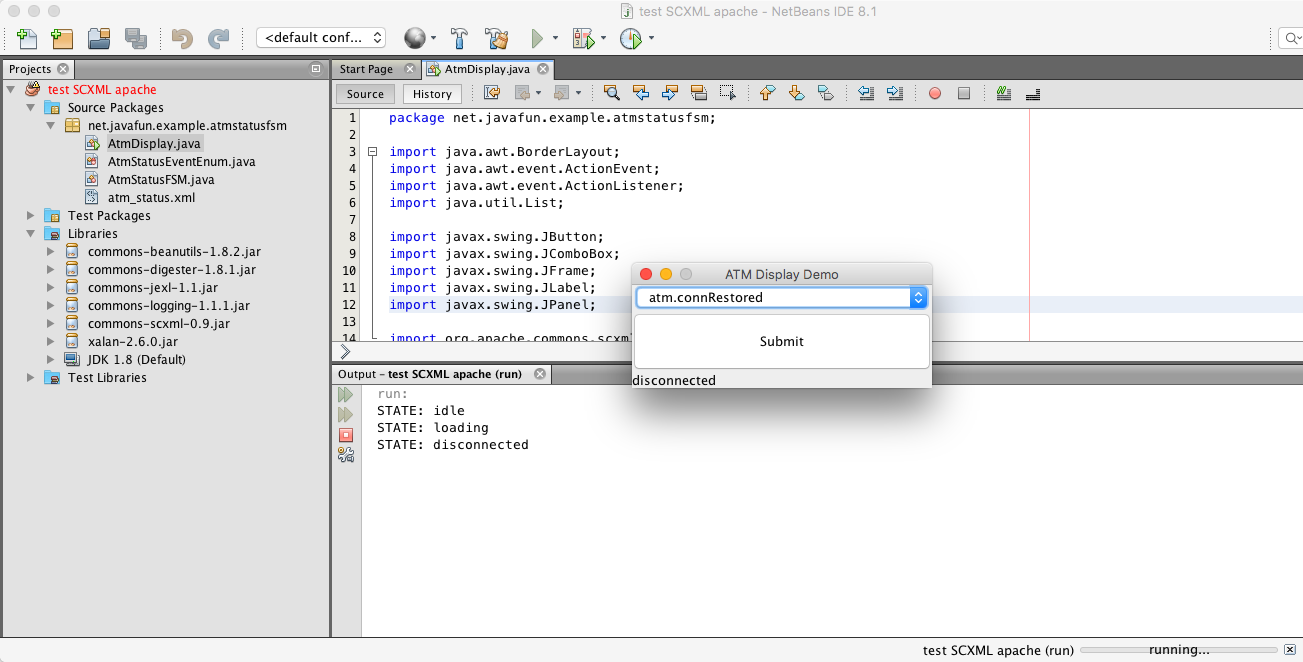 test SCXML apache - NetBeans IDE 8.1
<default conf...
Projects
test SCXML apache
Source Packages
net.javafun.example.atmstatusfsm
AtmDisplay.java
AtmStatusEventEnum.java
AtmStatusFSM.java
atm_status.xml
Test Packages
Libraries
commons-beanutils-1.8.2.jar
commons-digester-1.8.1.jar
commons-jexl-1.1.jar
commons-logging-1.1.1.jar
commons-scxml-0.9.jar
xalan-2.6.0.jar
JDK 1.8 (Default)
Test Libraries
Start Page
AtmDisplay.java
Source
History
1 package net.javafun.example.atmstatusfsm;
2
3 import java.awt.BorderLayout;
4 import java.awt.event.ActionEvent;
5 import java.awt.event.ActionListener;
6 import java.util.List;
7
8 import javax.swing.JButton;
9 import javax.swing.JComboBox;
10 import javax.swing.JFrame;
11 import javax.swing.JLabel;
12 import javax.swing.JPanel;
13
14 import org.apache.commons.scxml
ATM Display Demo
atm.connRestored
Submit
disconnected
Output - test SCXML apache (run)
run:
STATE: idle
STATE: loading
STATE: disconnected
test SCXML apache (run)
running...